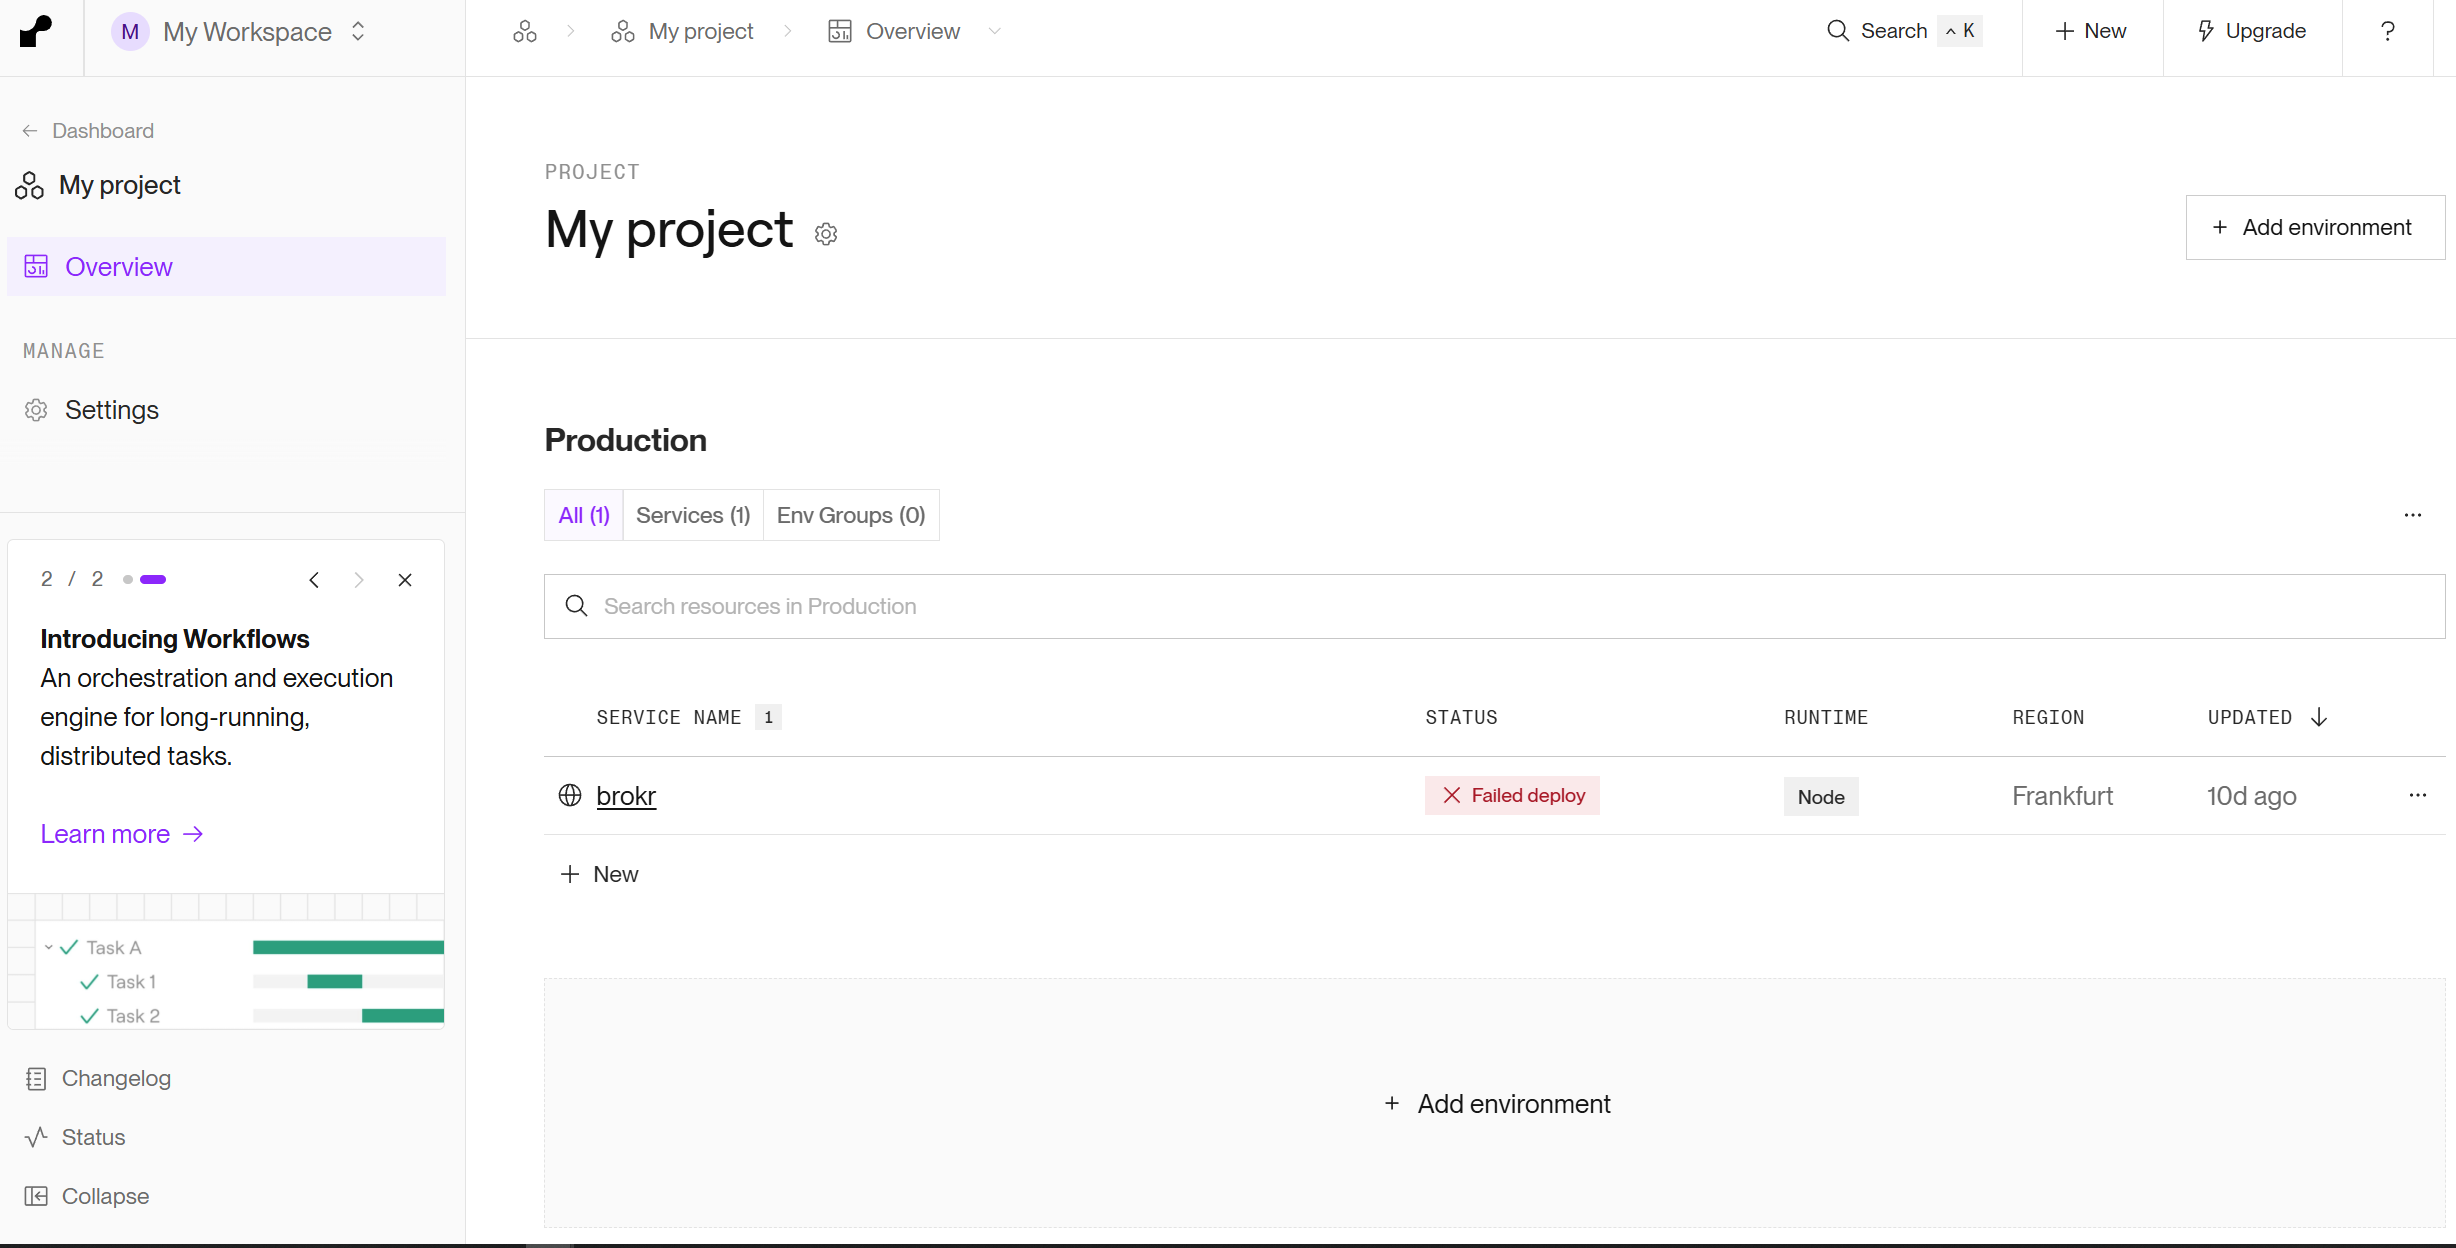 M My Workspace
My project
Overview
Search ^ K
New
Upgrade
?
Dashboard
My project
Overview
MANAGE
Settings
2 / 2
Introducing Workflows
An orchestration and execution
engine for long-running,
distributed tasks.
Learn more
Task A
Task 1
Task 2
Changelog
Status
Collapse
PROJECT
My project
+ Add environment
Production
All (1) Services (1) Env Groups (0)
Search resources in Production
SERVICE NAME 1 STATUS RUNTIME REGION UPDATED
brokr Failed deploy Node Frankfurt 10d ago
+ New
+ Add environment